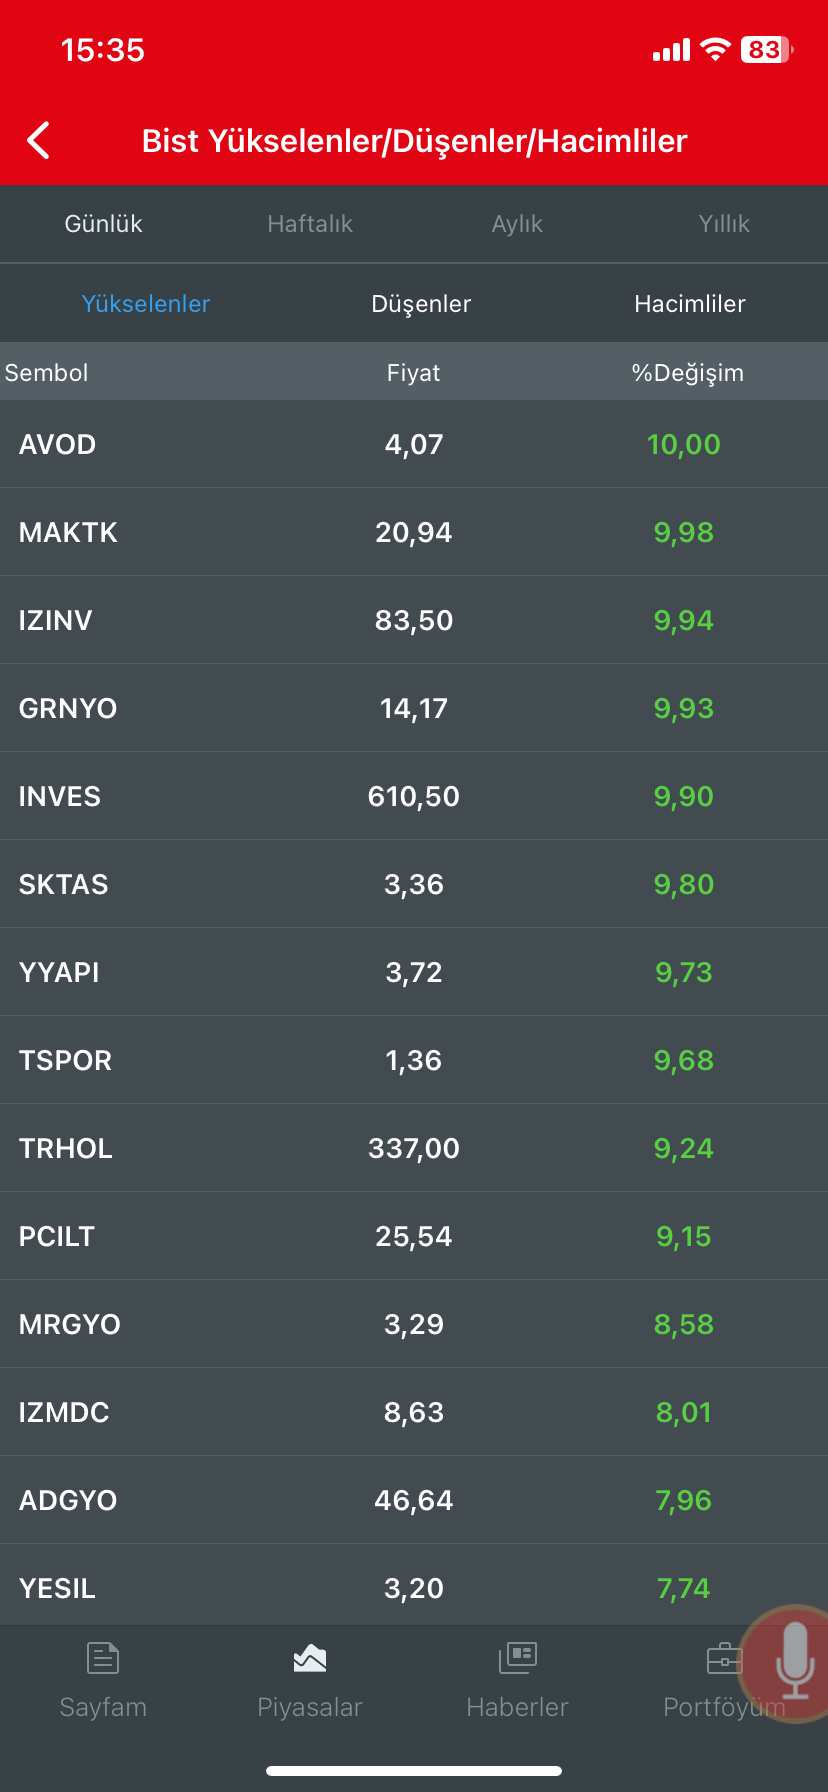 15:35 83
Bist Yükselenler/Düşenler/Hacimliler
Günlük Haftalık Aylık Yıllık
Yükselenler Düşenler Hacimliler
Sembol Fiyat %Değişim
AVOD 4,07 10,00
MAKTK 20,94 9,98
IZINV 83,50 9,94
GRNYO 14,17 9,93
INVES 610,50 9,90
SKTAS 3,36 9,80
YYAPI 3,72 9,73
TSPOR 1,36 9,68
TRHOL 337,00 9,24
PCILT 25,54 9,15
MRGYO 3,29 8,58
IZMDC 8,63 8,01
ADGYO 46,64 7,96
YESIL 3,20 7,74
Sayfam Piyasalar Haberler Portföyüm